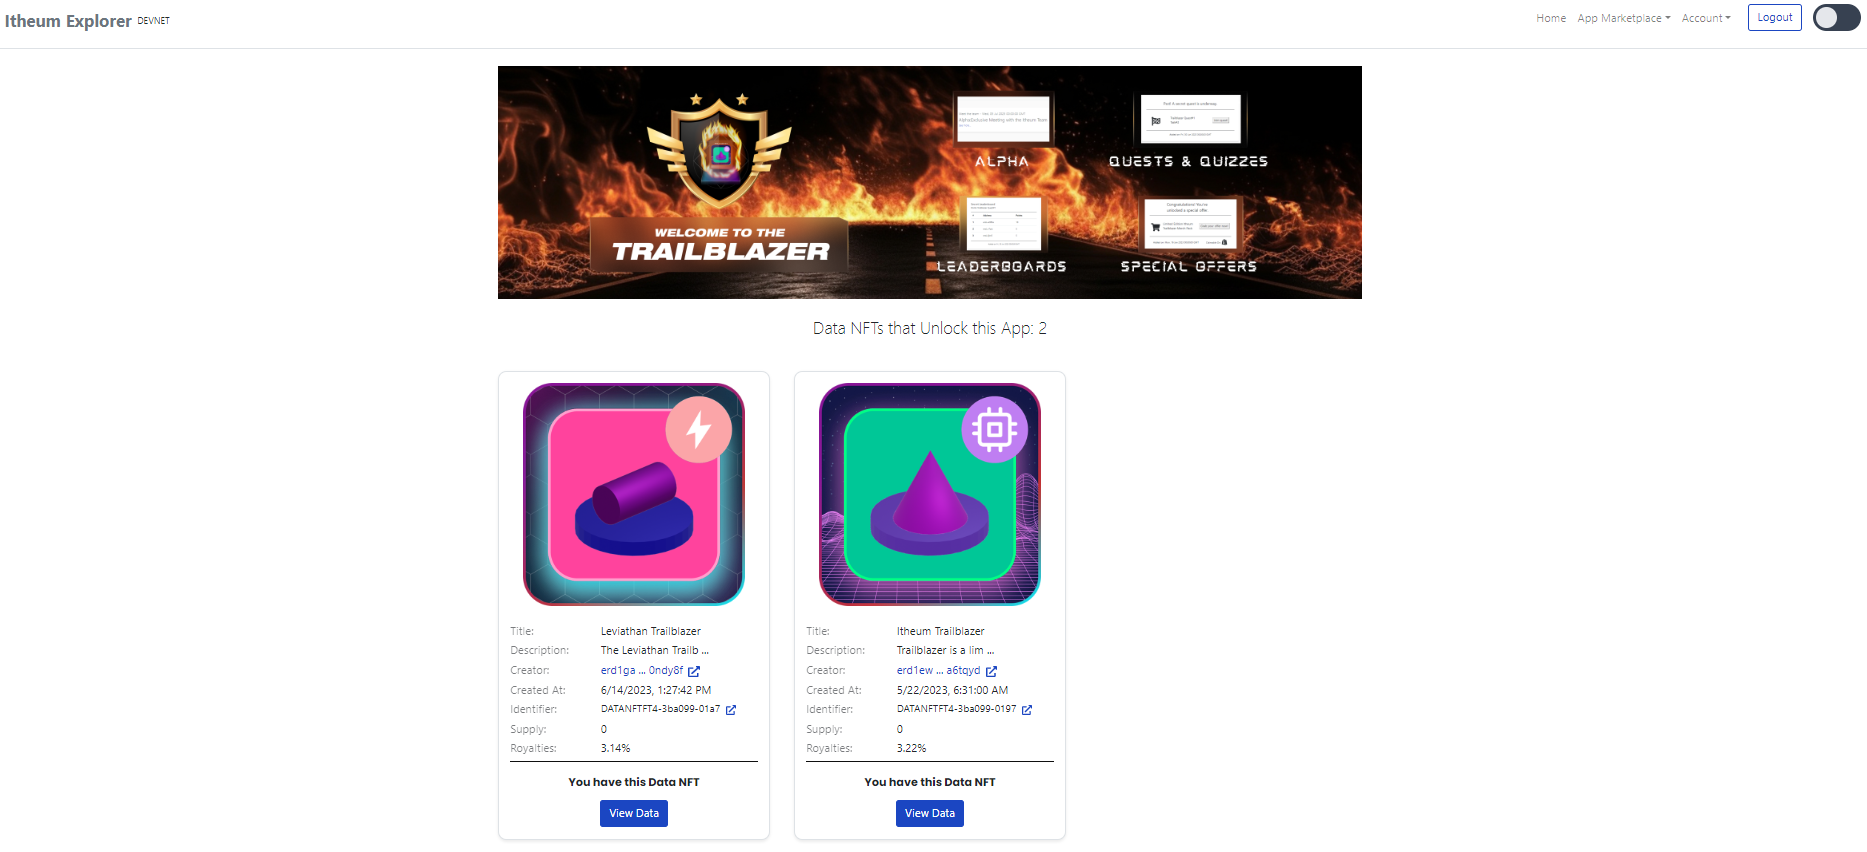 Itheum Explorer DEVNET
Home App Marketplace Account Logout
ALPHA
QUESTS & QUIZZES
WELCOME TO THE
TRAILBLAZER
LEADERBOARDS
SPECIAL OFFERS
Data NFTs that Unlock this App: 2
Title: Leviathan Trailblazer
Description: The Leviathan Trailb ...
Creator: erd1ga ... 0ndy8f
Created At: 6/14/2023, 1:27:42 PM
Identifier: DATANFTFT4-3ba099-01a7
Supply: 0
Royalties: 3.14%
You have this Data NFT
View Data
Title: Itheum Trailblazer
Description: Trailblazer is a lim ...
Creator: erd1ew ... a6tqyd
Created At: 5/22/2023, 6:31:00 AM
Identifier: DATANFTFT4-3ba099-0197
Supply: 0
Royalties: 3.22%
You have this Data NFT
View Data